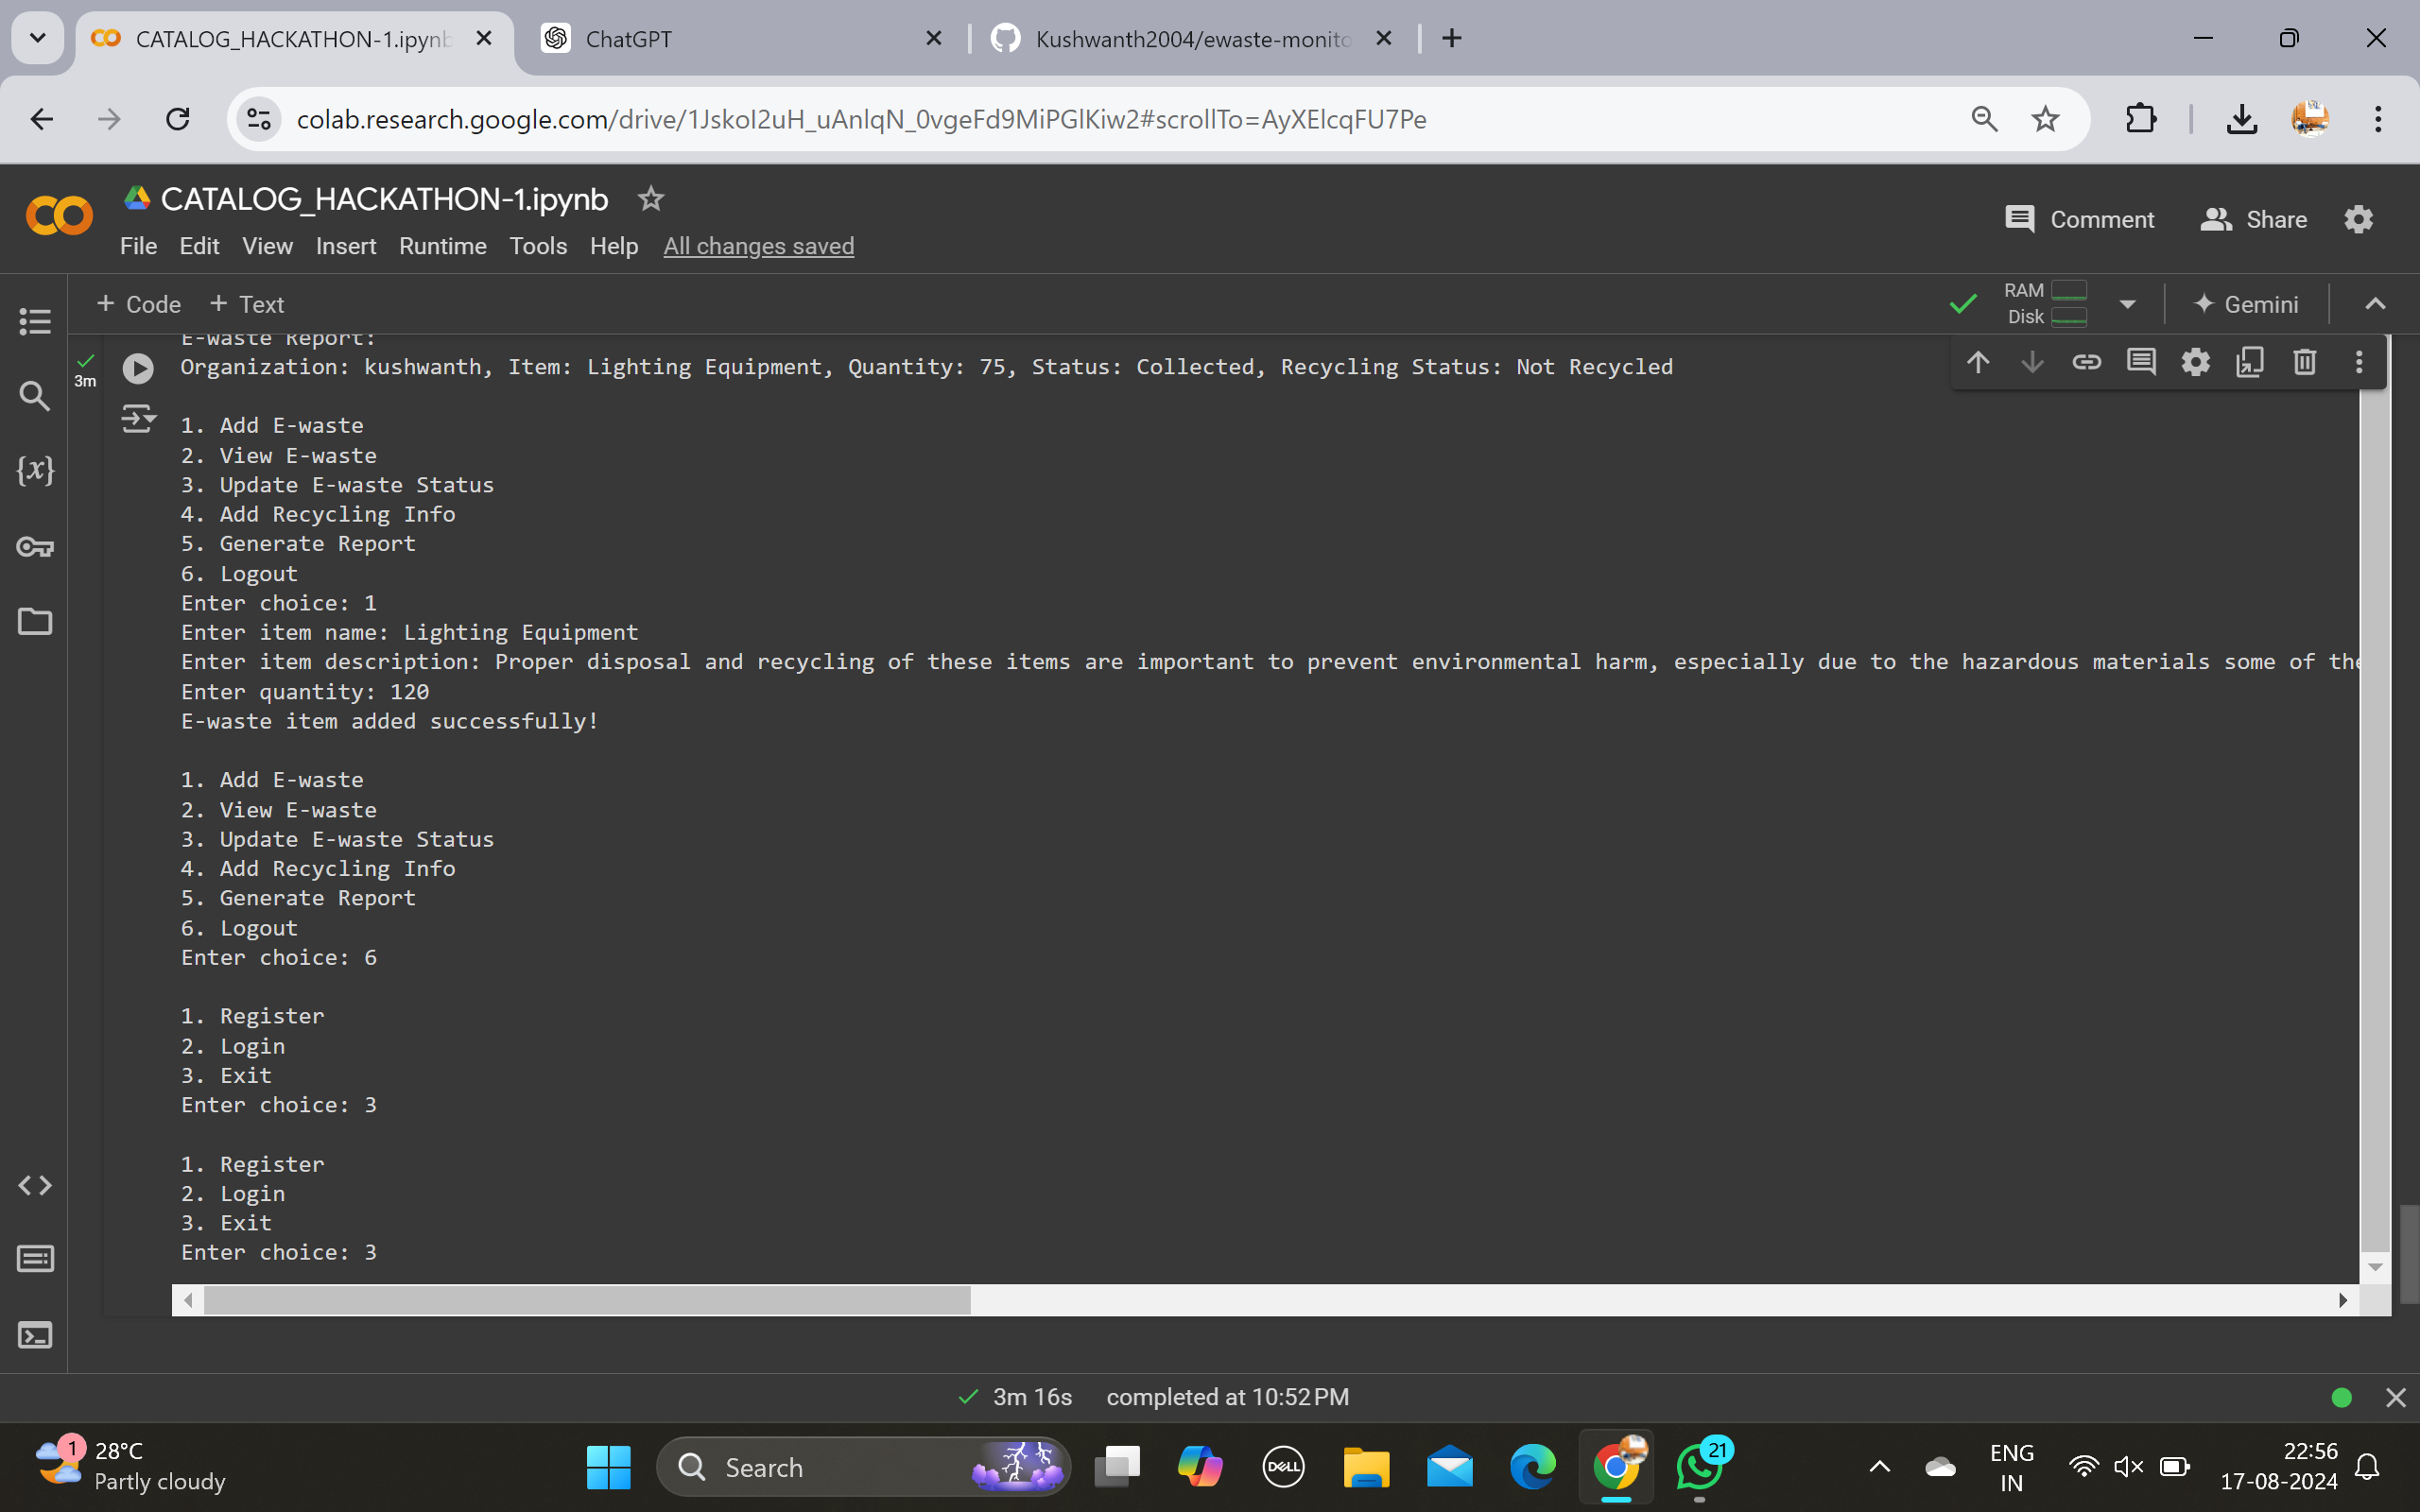 CATALOG_HACKATHON-1.ipynb
ChatGPT
Kushwanth2004/ewaste-monito
colab.research.google.com/drive/1JskoI2uH_uAnlqN_0vgeFd9MiPGlKiw2#scrollTo=AyXElcqFU7Pe
CATALOG_HACKATHON-1.ipynb
File Edit View Insert Runtime Tools Help All changes saved
Comment Share
+ Code + Text
RAM
Disk
Gemini
E-waste Report:
3m
Organization: kushwanth, Item: Lighting Equipment, Quantity: 75, Status: Collected, Recycling Status: Not Recycled
1. Add E-waste
2. View E-waste
3. Update E-waste Status
4. Add Recycling Info
5. Generate Report
6. Logout
Enter choice: 1
Enter item name: Lighting Equipment
Enter item description: Proper disposal and recycling of these items are important to prevent environmental harm, especially due to the hazardous materials some of the
Enter quantity: 120
E-waste item added successfully!
1. Add E-waste
2. View E-waste
3. Update E-waste Status
4. Add Recycling Info
5. Generate Report
6. Logout
Enter choice: 6
1. Register
2. Login
3. Exit
Enter choice: 3
1. Register
2. Login
3. Exit
Enter choice: 3
3m 16s completed at 10:52 PM
1
28°C
Partly cloudy
Search
DELL
21
ENG
IN
22:56
17-08-2024